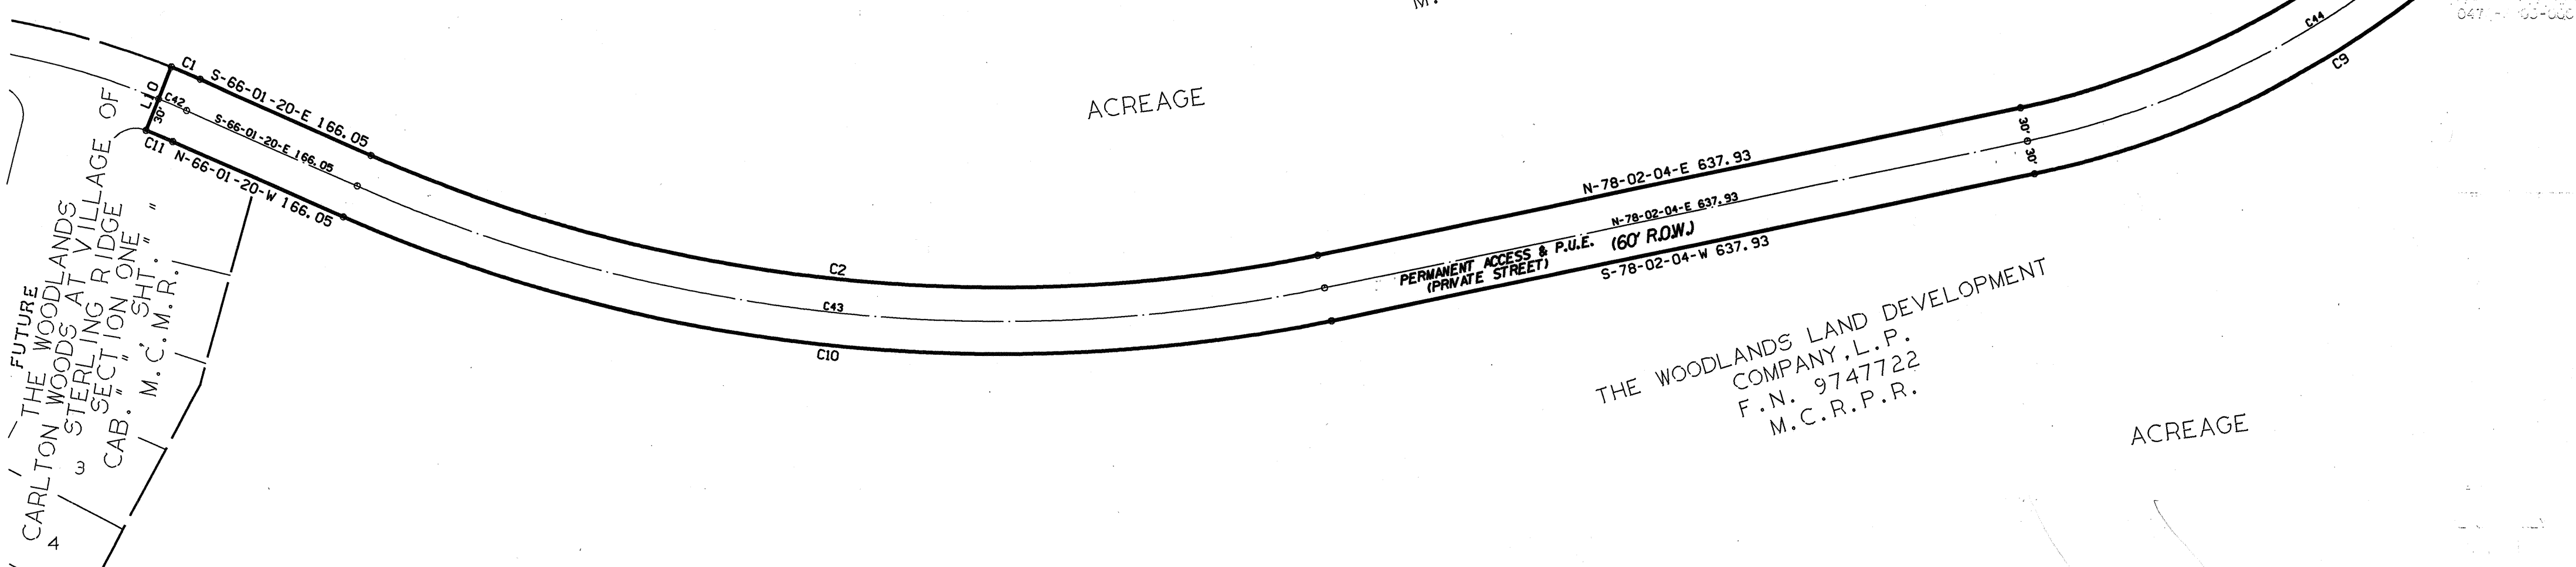 M.
C1
S-66-01-20-E 166.05
L10
30'
C42
S-66-01-20-E 166.05
C11
N-66-01-20-W 166.05
ACREAGE
C2
C43
C10
N-78-02-04-E 637.93
N-78-02-04-E 637.93
PERMANENT ACCESS & P.U.E. (60' R.O.W.)
(PRIVATE STREET)
S-78-02-04-W 637.93
30'
30'
C44
C9
FUTURE
THE WOODLANDS
CARLTON WOODS AT VILLAGE OF
STERLING RIDGE
SECTION ONE
CAB. " " SHT. " "
M.C.M.R.
3
4
THE WOODLANDS LAND DEVELOPMENT
COMPANY, L.P.
F.N. 9747722
M.C.R.P.R.
ACREAGE